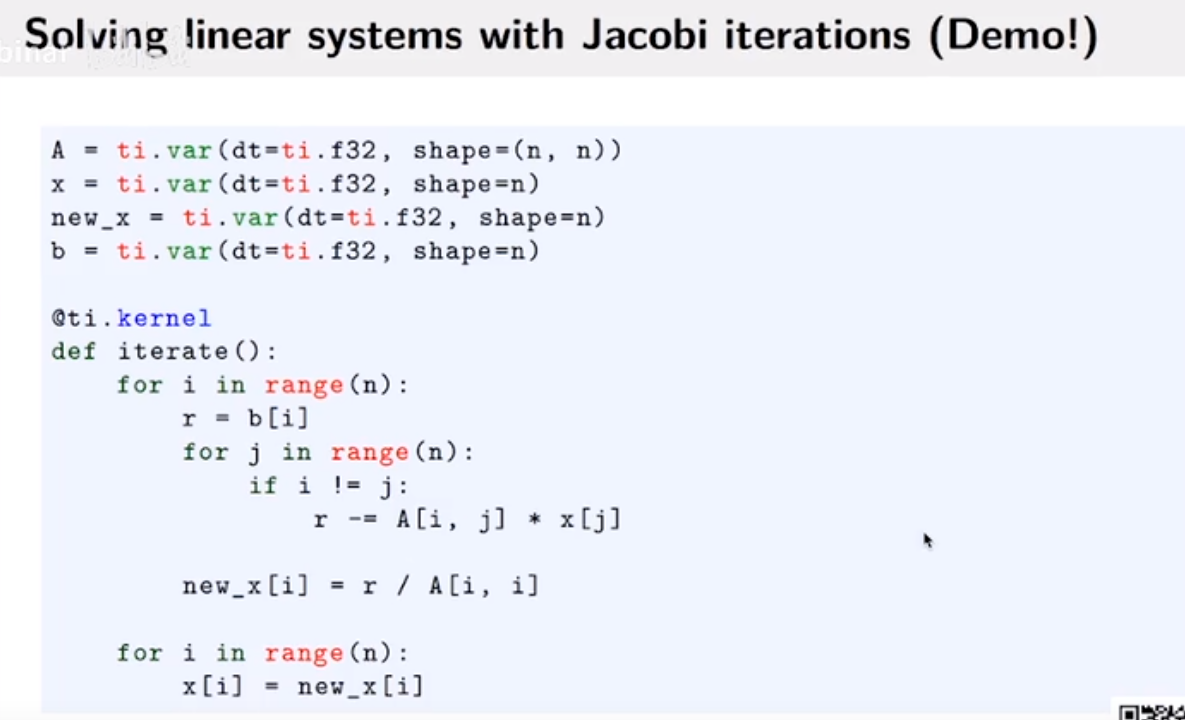 Solving linear systems with Jacobi iterations (Demo!)
A = ti.var(dt=ti.f32, shape=(n, n))
x = ti.var(dt=ti.f32, shape=n)
new_x = ti.var(dt=ti.f32, shape=n)
b = ti.var(dt=ti.f32, shape=n)
@ti.kernel
def iterate():
    for i in range(n):
        r = b[i]
        for j in range(n):
            if i != j:
                r -= A[i, j] * x[j]
        new_x[i] = r / A[i, i]
    for i in range(n):
        x[i] = new_x[i]